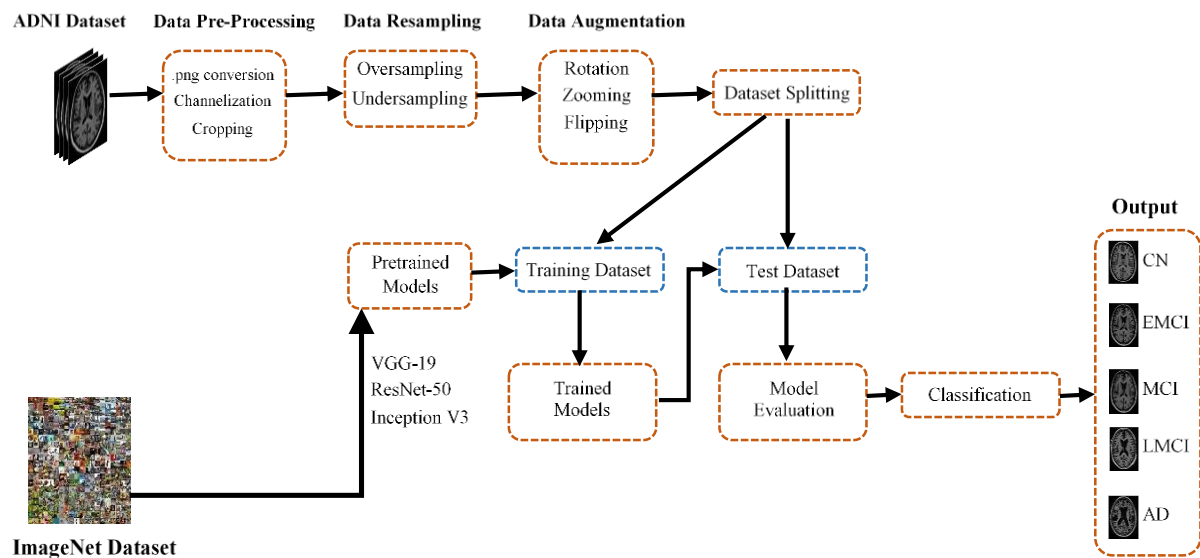 ADNI Dataset
Data Pre-Processing
Data Resampling
Data Augmentation
.png conversion
Channelization
Cropping
Oversampling
Undersampling
Rotation
Zooming
Flipping
Dataset Splitting
Pretrained
Models
Training Dataset
Test Dataset
VGG-19
ResNet-50
Inception V3
Trained
Models
Model
Evaluation
Classification
Output
CN
EMCI
MCI
LMCI
AD
ImageNet Dataset